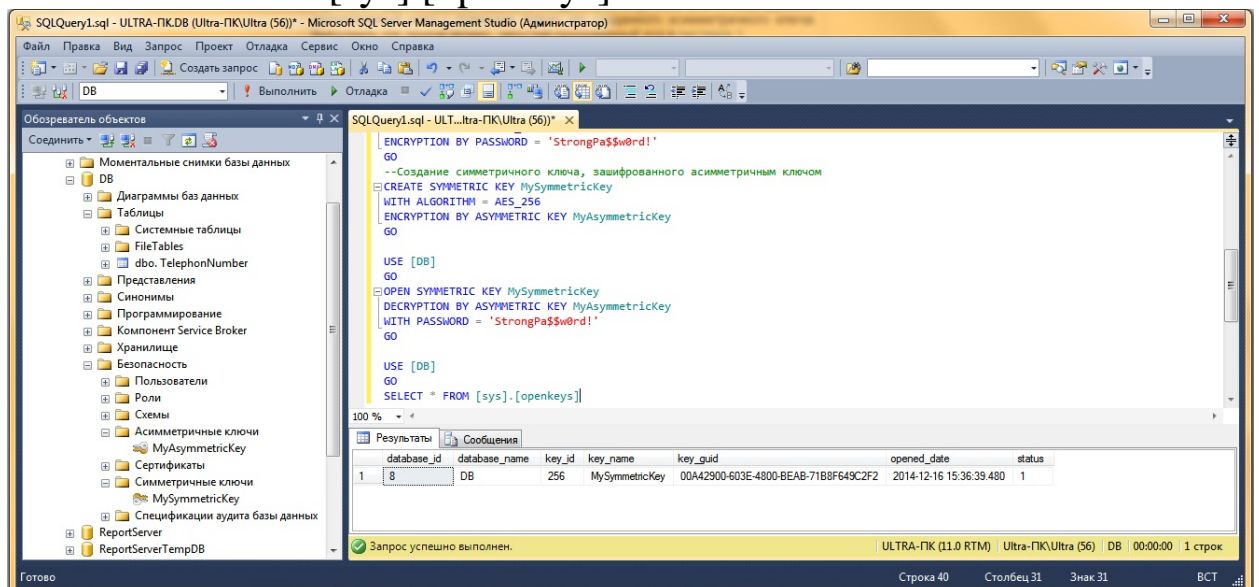 SQLQuery1.sql - ULTRA-ПК.DB (Ultra-ПК\Ultra (56))* - Microsoft SQL Server Management Studio (Администратор)
Файл Правка Вид Запрос Проект Отладка Сервис Окно Справка
Создать запрос
DB Выполнить Отладка
Обозреватель объектов
Соединить
Моментальные снимки базы данных
DB
Диаграммы баз данных
Таблицы
Системные таблицы
FileTables
dbo. TelephonNumber
Представления
Синонимы
Программирование
Компонент Service Broker
Хранилище
Безопасность
Пользователи
Роли
Схемы
Асимметричные ключи
MyAsymmetricKey
Сертификаты
Симметричные ключи
MySymmetricKey
Спецификации аудита базы данных
ReportServer
ReportServerTempDB
SQLQuery1.sql - ULT...ltra-ПК\Ultra (56))*
ENCRYPTION BY PASSWORD = 'StrongPa$$w0rd!'
GO
--Создание симметричного ключа, зашифрованного асимметричным ключом
CREATE SYMMETRIC KEY MySymmetricKey
WITH ALGORITHM = AES_256
ENCRYPTION BY ASYMMETRIC KEY MyAsymmetricKey
GO
USE [DB]
GO
OPEN SYMMETRIC KEY MySymmetricKey
DECRYPTION BY ASYMMETRIC KEY MyAsymmetricKey
WITH PASSWORD = 'StrongPa$$w0rd!'
GO
USE [DB]
GO
SELECT * FROM [sys].[openkeys]
100 %
Результаты Сообщения
database_id database_name key_id key_name key_guid opened_date status
1 8 DB 256 MySymmetricKey 00A42900-603E-4800-BEAB-71B8F649C2F2 2014-12-16 15:36:39.480 1
Запрос успешно выполнен. ULTRA-ПК (11.0 RTM) Ultra-ПК\Ultra (56) DB 00:00:00 1 строк
Готово Строка 40 Столбец 31 Знак 31 ВСТ